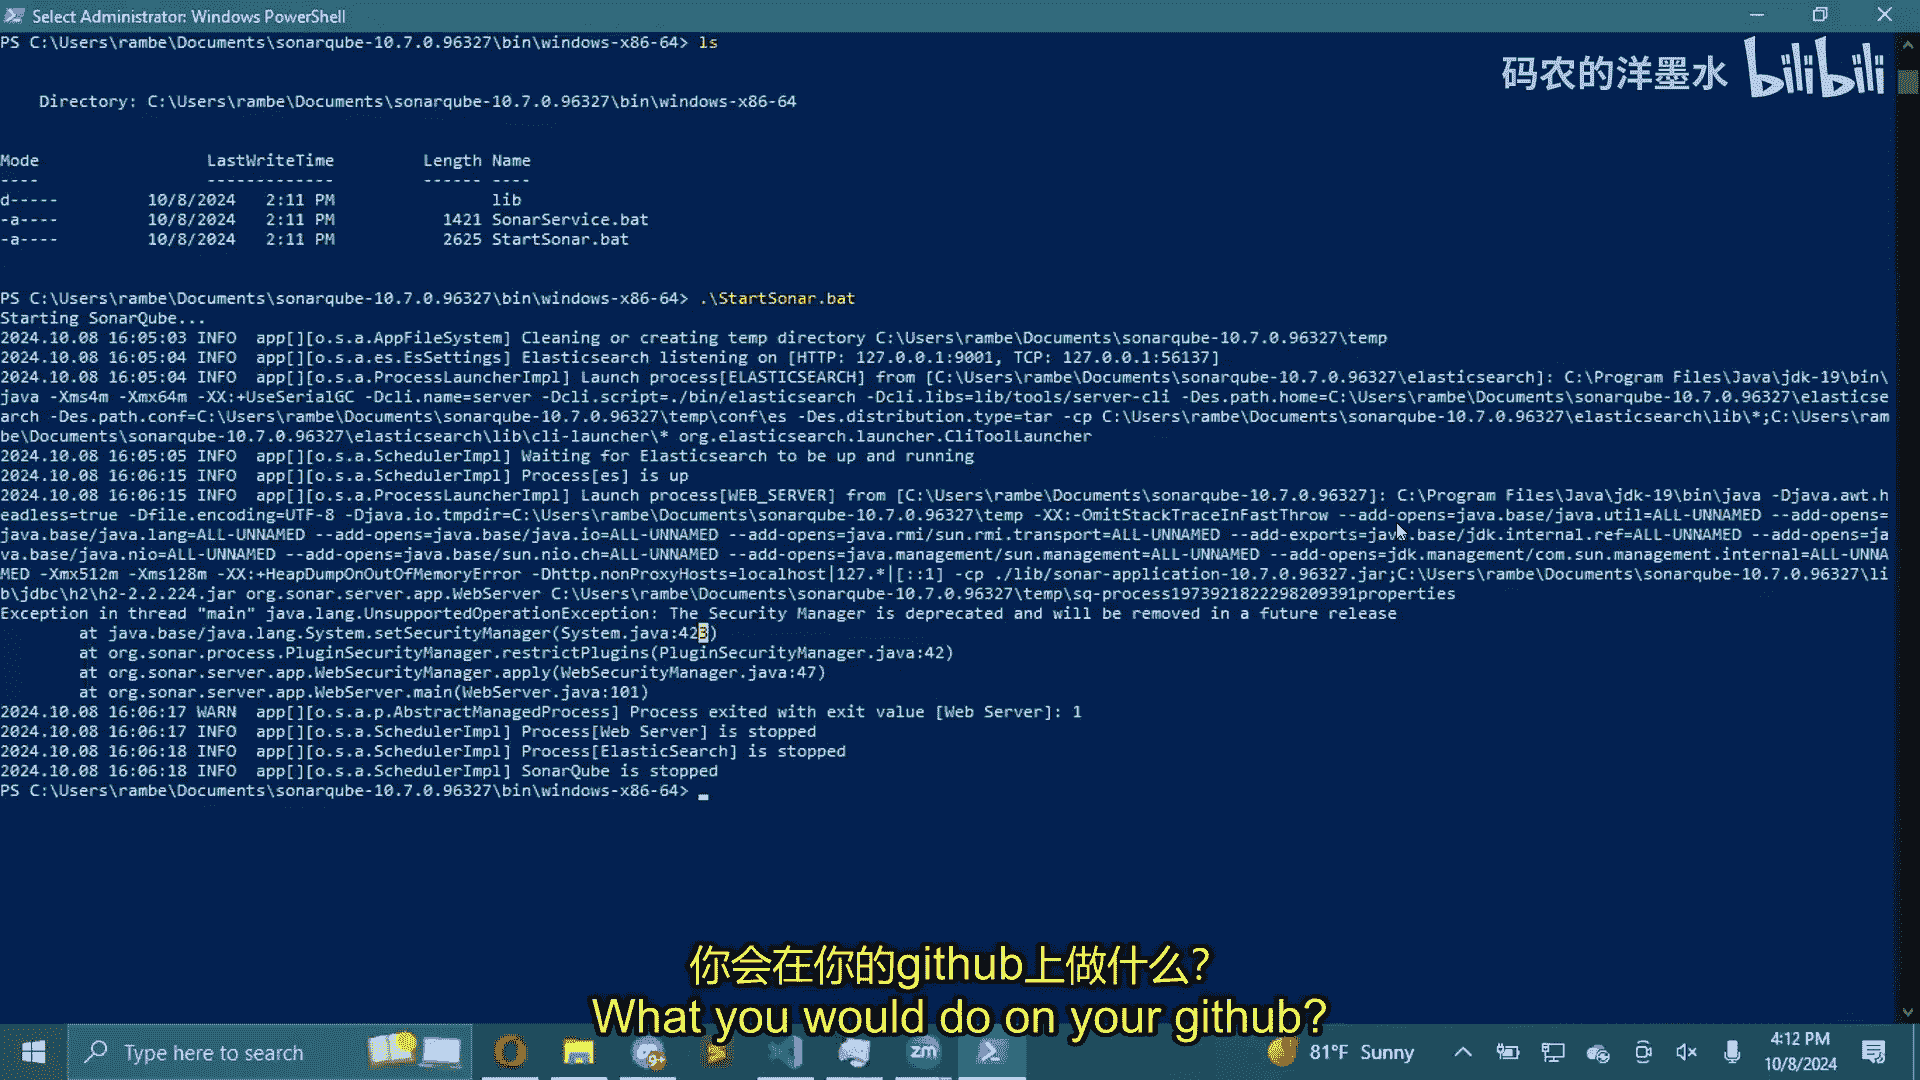 Select Administrator: Windows PowerShell
PS C:\Users\rambe\Documents\sonarqube-10.7.0.96327\bin\windows-x86-64> ls
码农的洋墨水 bilibili
Directory: C:\Users\rambe\Documents\sonarqube-10.7.0.96327\bin\windows-x86-64
Mode LastWriteTime Length Name
---- ------------- ------ ----
d----- 10/8/2024 2:11 PM lib
-a---- 10/8/2024 2:11 PM 1421 SonarService.bat
-a---- 10/8/2024 2:11 PM 2625 StartSonar.bat
PS C:\Users\rambe\Documents\sonarqube-10.7.0.96327\bin\windows-x86-64> .\StartSonar.bat
Starting SonarQube...
2024.10.08 16:05:03 INFO app[][o.s.a.AppFileSystem] Cleaning or creating temp directory C:\Users\rambe\Documents\sonarqube-10.7.0.96327\temp
2024.10.08 16:05:04 INFO app[][o.s.a.es.EsSettings] Elasticsearch listening on [HTTP: 127.0.0.1:9001, TCP: 127.0.0.1:56137]
2024.10.08 16:05:04 INFO app[][o.s.a.ProcessLauncherImpl] Launch process[ELASTICSEARCH] from [C:\Users\rambe\Documents\sonarqube-10.7.0.96327\elasticsearch]: C:\Program Files\Java\jdk-19\bin\
java -Xms4m -Xmx64m -XX:+UseSerialGC -Dcli.name=server -Dcli.script=./bin/elasticsearch -Dcli.libs=lib/tools/server-cli -Des.path.home=C:\Users\rambe\Documents\sonarqube-10.7.0.96327\elasticse
arch -Des.path.conf=C:\Users\rambe\Documents\sonarqube-10.7.0.96327\temp\conf\es -Des.distribution.type=tar -cp C:\Users\rambe\Documents\sonarqube-10.7.0.96327\elasticsearch\lib\*;C:\Users\ram
be\Documents\sonarqube-10.7.0.96327\elasticsearch\lib\cli-launcher\* org.elasticsearch.launcher.CliToolLauncher
2024.10.08 16:05:05 INFO app[][o.s.a.SchedulerImpl] Waiting for Elasticsearch to be up and running
2024.10.08 16:06:15 INFO app[][o.s.a.SchedulerImpl] Process[es] is up
2024.10.08 16:06:15 INFO app[][o.s.a.ProcessLauncherImpl] Launch process[WEB_SERVER] from [C:\Users\rambe\Documents\sonarqube-10.7.0.96327]: C:\Program Files\Java\jdk-19\bin\java -Djava.awt.h
eadless=true -Dfile.encoding=UTF-8 -Djava.io.tmpdir=C:\Users\rambe\Documents\sonarqube-10.7.0.96327\temp -XX:-OmitStackTraceInFastThrow --add-opens=java.base/java.util=ALL-UNNAMED --add-opens=
java.base/java.lang=ALL-UNNAMED --add-opens=java.base/java.io=ALL-UNNAMED --add-opens=java.rmi/sun.rmi.transport=ALL-UNNAMED --add-exports=java.base/jdk.internal.ref=ALL-UNNAMED --add-opens=ja
va.base/java.nio=ALL-UNNAMED --add-opens=java.base/sun.nio.ch=ALL-UNNAMED --add-opens=java.management/sun.management=ALL-UNNAMED --add-opens=jdk.management/com.sun.management.internal=ALL-UNNA
MED -Xmx512m -Xms128m -XX:+HeapDumpOnOutOfMemoryError -Dhttp.nonProxyHosts=localhost|127.*|[::1] -cp ./lib/sonar-application-10.7.0.96327.jar;C:\Users\rambe\Documents\sonarqube-10.7.0.96327\li
b\jdbc\h2\h2-2.2.224.jar org.sonar.server.app.WebServer C:\Users\rambe\Documents\sonarqube-10.7.0.96327\temp\sq-process1973921822298209391properties
Exception in thread "main" java.lang.UnsupportedOperationException: The Security Manager is deprecated and will be removed in a future release
at java.base/java.lang.System.setSecurityManager(System.java:423)
at org.sonar.process.PluginSecurityManager.restrictPlugins(PluginSecurityManager.java:42)
at org.sonar.server.app.WebSecurityManager.apply(WebSecurityManager.java:47)
at org.sonar.server.app.WebServer.main(WebServer.java:101)
2024.10.08 16:06:17 WARN app[][o.s.a.p.AbstractManagedProcess] Process exited with exit value [Web Server]: 1
2024.10.08 16:06:17 INFO app[][o.s.a.SchedulerImpl] Process[Web Server] is stopped
2024.10.08 16:06:18 INFO app[][o.s.a.SchedulerImpl] Process[ElasticSearch] is stopped
2024.10.08 16:06:18 INFO app[][o.s.a.SchedulerImpl] SonarQube is stopped
PS C:\Users\rambe\Documents\sonarqube-10.7.0.96327\bin\windows-x86-64> _
你会在你的github上做什么?
What you would do on your github?
Type here to search
zm
81°F Sunny
4:12 PM
10/8/2024